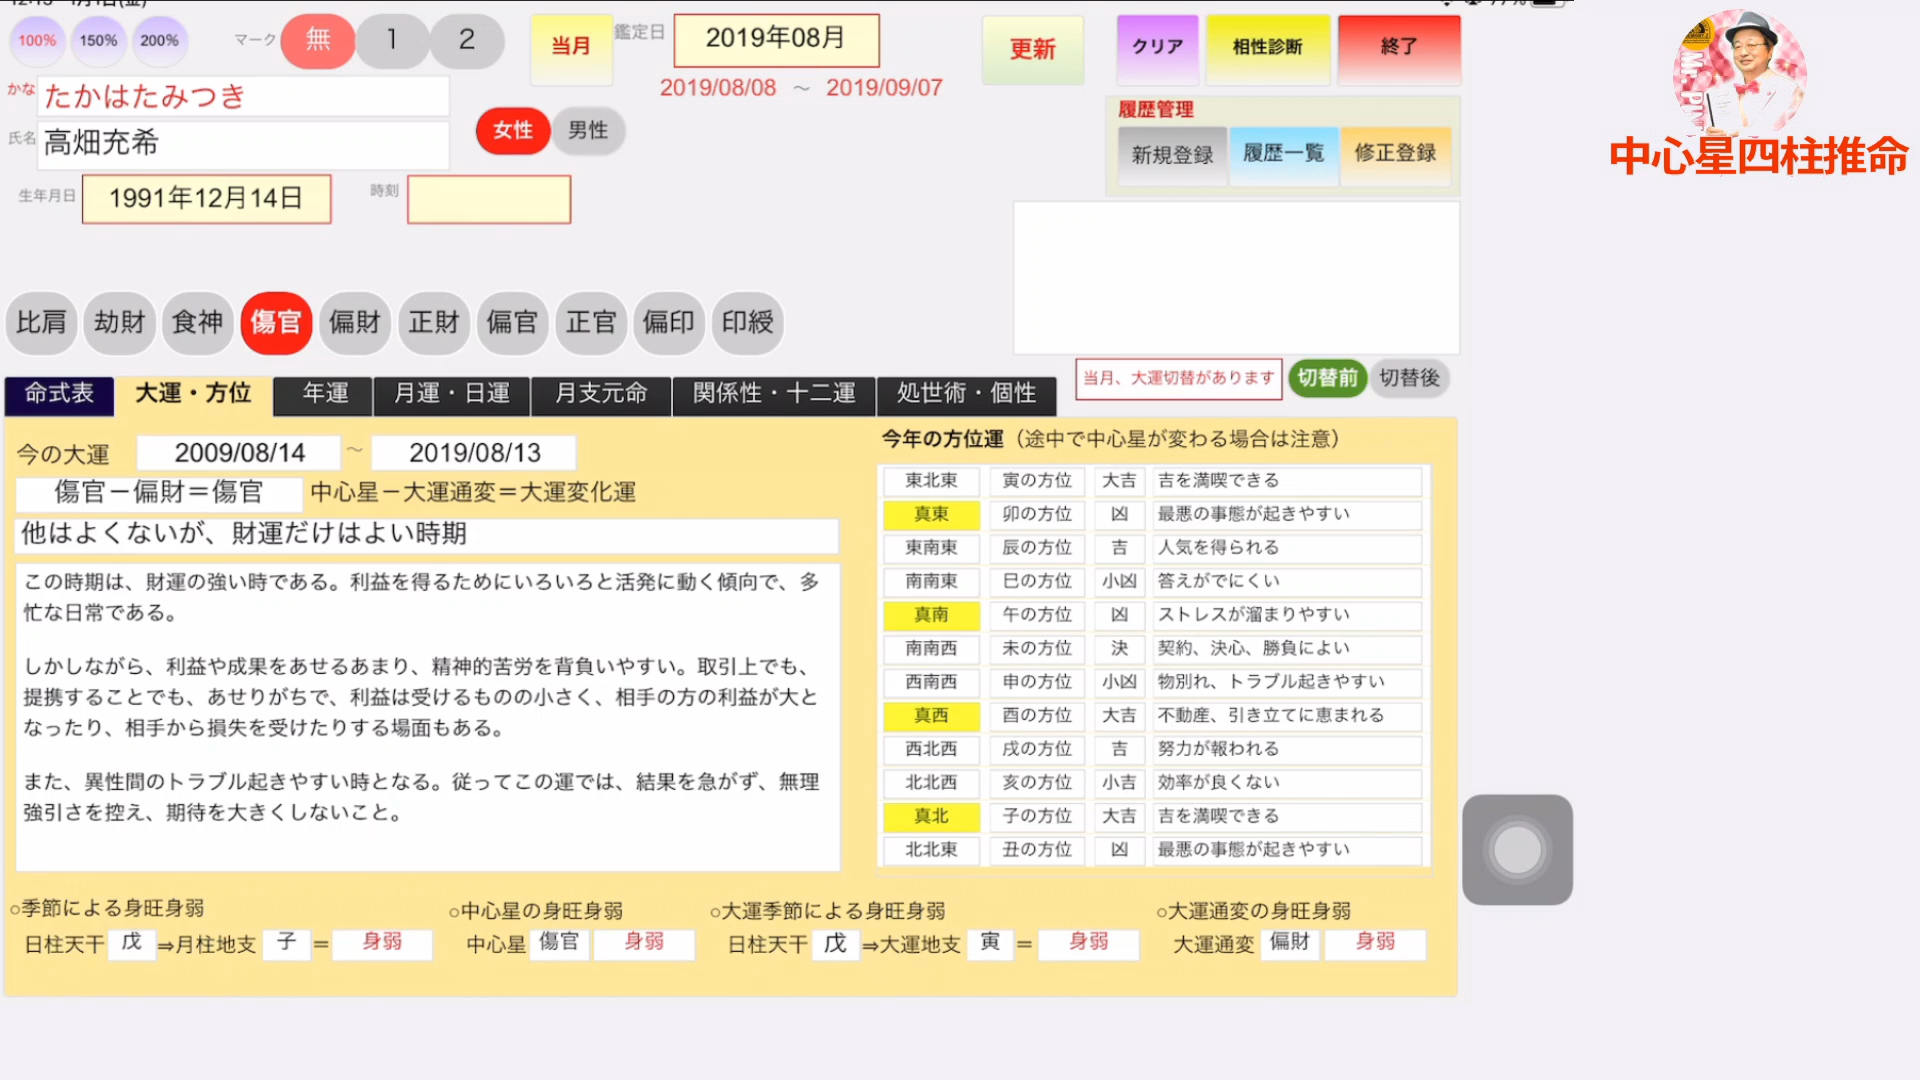 100% 150% 200% マーク 無 1 2 当月 鑑定日 2019年08月 更新 クリア 相性診断 終了
2019/08/08 ～ 2019/09/07
かな たかはたみつき
履歴管理
氏名 高畑充希 女性 男性
新規登録 履歴一覧 修正登録
中心星四柱推命
生年月日 1991年12月14日 時刻
比肩 劫財 食神 傷官 偏財 正財 偏官 正官 偏印 印綬
当月、大運切替があります 切替前 切替後
命式表 大運・方位 年運 月運・日運 月支元命 関係性・十二運 処世術・個性
今の大運 2009/08/14 ～ 2019/08/13
傷官－偏財＝傷官 中心星－大運通変＝大運変化運
他はよくないが、財運だけはよい時期
この時期は、財運の強い時である。利益を得るためにいろいろと活発に動く傾向で、多
忙な日常である。
しかしながら、利益や成果をあせるあまり、精神的苦労を背負いやすい。取引上でも、
提携することでも、あせりがちで、利益は受けるものの小さく、相手の方の利益が大と
なったり、相手から損失を受けたりする場面もある。
また、異性間のトラブル起きやすい時となる。従ってこの運では、結果を急がず、無理
強引さを控え、期待を大きくしないこと。
今年の方位運（途中で中心星が変わる場合は注意）
東北東 寅の方位 大吉 吉を満喫できる
真東 卯の方位 凶 最悪の事態が起きやすい
東南東 辰の方位 吉 人気を得られる
南南東 巳の方位 小凶 答えがでにくい
真南 午の方位 凶 ストレスが溜まりやすい
南南西 未の方位 決 契約、決心、勝負によい
西南西 申の方位 小凶 物別れ、トラブル起きやすい
真西 酉の方位 大吉 不動産、引き立てに恵まれる
西北西 戌の方位 吉 努力が報われる
北北西 亥の方位 小吉 効率が良くない
真北 子の方位 大吉 吉を満喫できる
北北東 丑の方位 凶 最悪の事態が起きやすい
○季節による身旺身弱 ○中心星の身旺身弱 ○大運季節による身旺身弱 ○大運通変の身旺身弱
日柱天干 戊 ⇒月柱地支 子 ＝ 身弱 中心星 傷官 身弱 日柱天干 戊 ⇒大運地支 寅 ＝ 身弱 大運通変 偏財 身弱